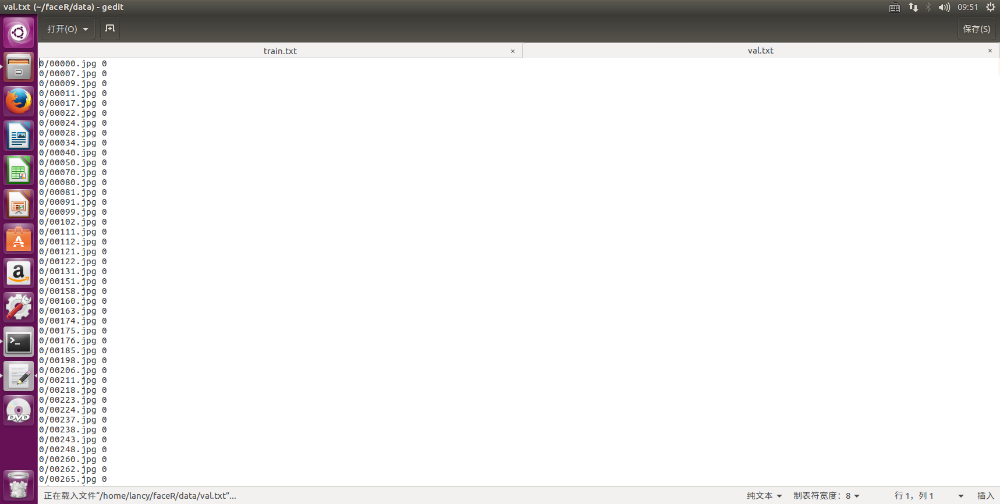 val.txt (~/faceR/data) - gedit
09:51
打开(O)
保存(S)
train.txt
val.txt
0/00000.jpg 0
0/00007.jpg 0
0/00009.jpg 0
0/00011.jpg 0
0/00017.jpg 0
0/00022.jpg 0
0/00024.jpg 0
0/00028.jpg 0
0/00034.jpg 0
0/00040.jpg 0
0/00050.jpg 0
0/00070.jpg 0
0/00080.jpg 0
0/00081.jpg 0
0/00091.jpg 0
0/00099.jpg 0
0/00102.jpg 0
0/00111.jpg 0
0/00112.jpg 0
0/00121.jpg 0
0/00122.jpg 0
0/00131.jpg 0
0/00151.jpg 0
0/00158.jpg 0
0/00160.jpg 0
0/00163.jpg 0
0/00174.jpg 0
0/00175.jpg 0
0/00176.jpg 0
0/00185.jpg 0
0/00198.jpg 0
0/00206.jpg 0
0/00211.jpg 0
0/00218.jpg 0
0/00223.jpg 0
0/00224.jpg 0
0/00237.jpg 0
0/00238.jpg 0
0/00243.jpg 0
0/00248.jpg 0
0/00260.jpg 0
0/00262.jpg 0
0/00265.jpg 0
DVD
正在载入文件“/home/lancy/faceR/data/val.txt”…
纯文本
制表符宽度：8
行 1，列 1
插入